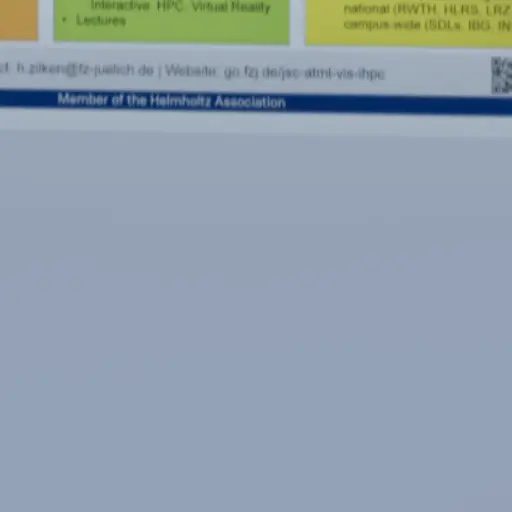 Interactive HPC, Virtual Reality
• Lectures
national (RWTH, HLRS, LRZ
campus-wide (SDLs, IBG, IN
ct: h.zilken@fz-juelich.de | Website: go.fzj.de/jsc-atml-vis-ihpc
Member of the Helmholtz Association